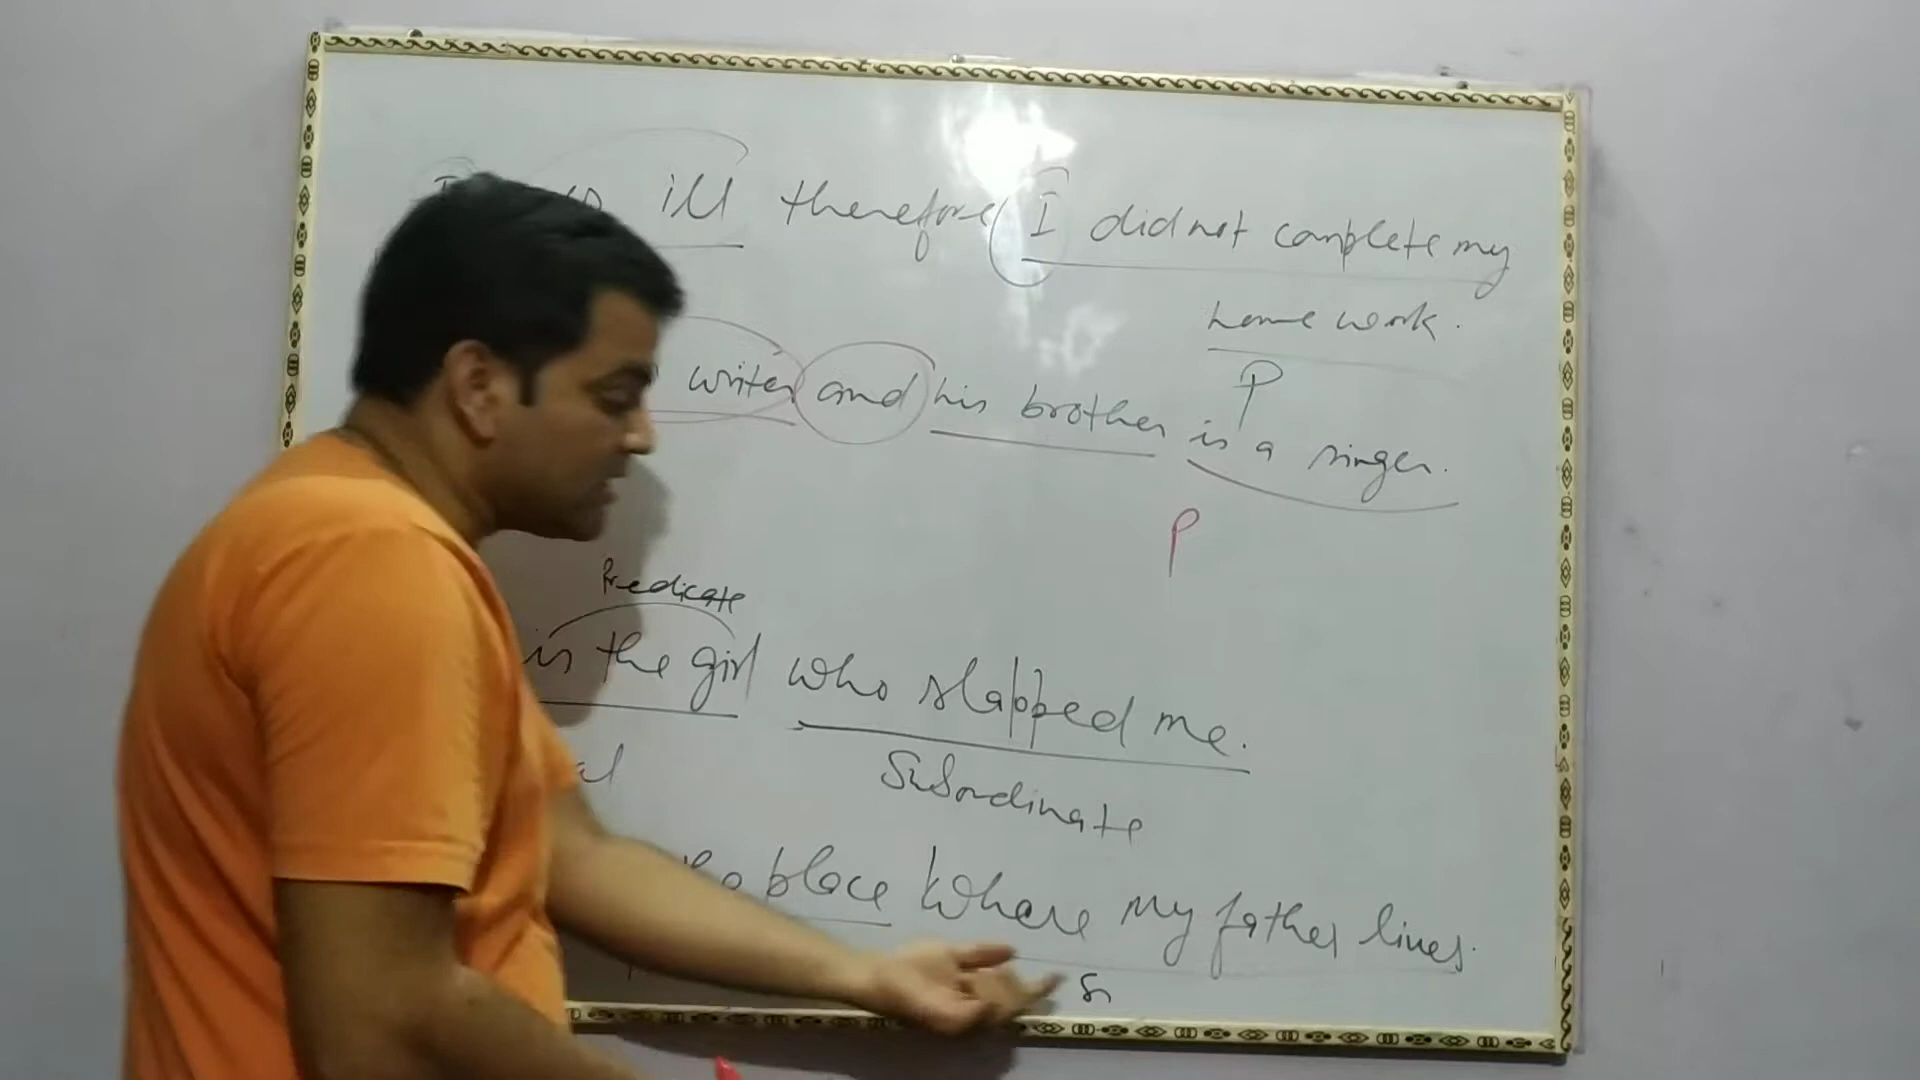 ill therefore I did not complete my
home work.
P
writer and his brother is a singer.
P
Predicate
is the girl who slapped me.
Subordinate
place where my father lives.